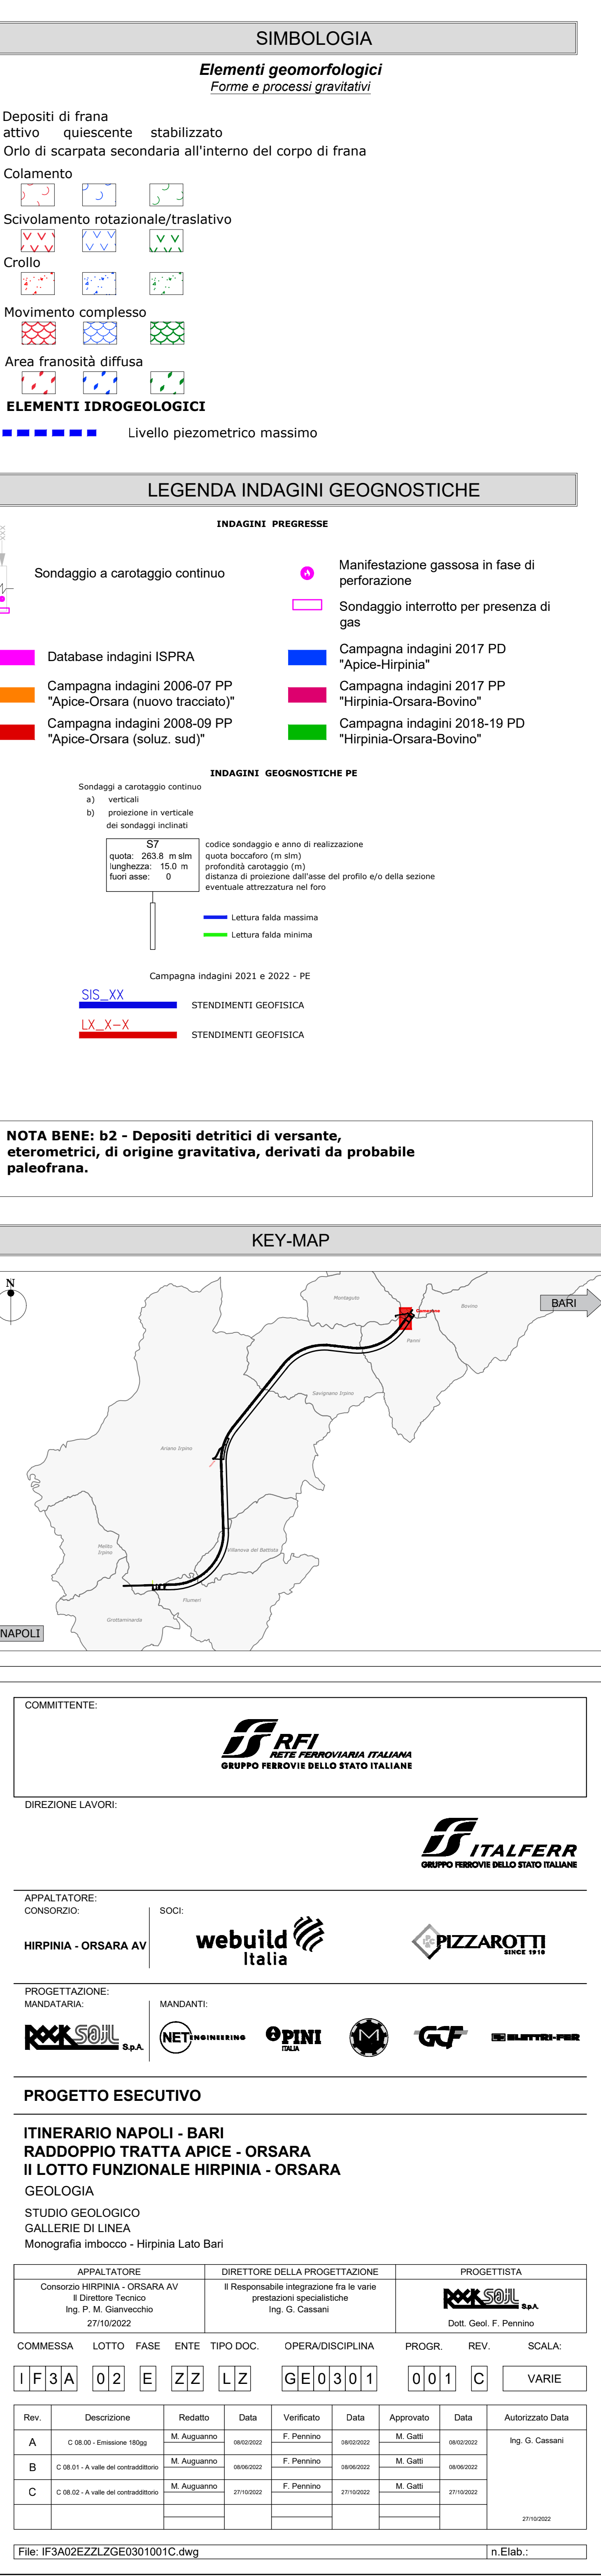 SIMBOLOGIA
Elementi geomorfologici
Forme e processi gravitativi
Depositi di frana
attivo quiescente stabilizzato
Orlo di scarpata secondaria all'interno del corpo di frana
Colamento
Scivolamento rotazionale/traslativo
Crollo
Movimento complesso
Area franosità diffusa
ELEMENTI IDROGEOLOGICI
Livello piezometrico massimo
LEGENDA INDAGINI GEOGNOSTICHE
INDAGINI PREGRESSE
XXX
Sondaggio a carotaggio continuo
Manifestazione gassosa in fase di
perforazione
Sondaggio interrotto per presenza di
gas
Database indagini ISPRA
Campagna indagini 2017 PD
"Apice-Hirpinia"
Campagna indagini 2006-07 PP
"Apice-Orsara (nuovo tracciato)"
Campagna indagini 2017 PP
"Hirpinia-Orsara-Bovino"
Campagna indagini 2008-09 PP
"Apice-Orsara (soluz. sud)"
Campagna indagini 2018-19 PD
"Hirpinia-Orsara-Bovino"
INDAGINI GEOGNOSTICHE PE
Sondaggi a carotaggio continuo
a) verticali
b) proiezione in verticale
dei sondaggi inclinati
S7 codice sondaggio e anno di realizzazione
quota: 263.8 m slm quota boccaforo (m slm)
lunghezza: 15.0 m profondità carotaggio (m)
fuori asse: 0 distanza di proiezione dall'asse del profilo e/o della sezione
eventuale attrezzatura nel foro
Lettura falda massima
Lettura falda minima
Campagna indagini 2021 e 2022 - PE
SIS_XX
STENDIMENTI GEOFISICA
LX_X-X
STENDIMENTI GEOFISICA
NOTA BENE: b2 - Depositi detritici di versante,
eterometrici, di origine gravitativa, derivati da probabile
paleofrana.
KEY-MAP
N
Montaguto
Bovino
BARI
Panni
Savignano Irpino
Ariano Irpino
Melito
Irpino
Villanova del Battista
Flumeri
Grottaminarda
NAPOLI
COMMITTENTE:
RFI
RETE FERROVIARIA ITALIANA
GRUPPO FERROVIE DELLO STATO ITALIANE
DIREZIONE LAVORI:
ITALFERR
GRUPPO FERROVIE DELLO STATO ITALIANE
APPALTATORE:
CONSORZIO: SOCI:
HIRPINIA - ORSARA AV
webuild
Italia
PIZZAROTTI
SINCE 1910
PROGETTAZIONE:
MANDATARIA: MANDANTI:
ROCKSOIL S.p.A.
NET ENGINEERING
PINI
ITALIA
M
GCF
ELETTRI-FER
PROGETTO ESECUTIVO
ITINERARIO NAPOLI - BARI
RADDOPPIO TRATTA APICE - ORSARA
II LOTTO FUNZIONALE HIRPINIA - ORSARA
GEOLOGIA
STUDIO GEOLOGICO
GALLERIE DI LINEA
Monografia imbocco - Hirpinia Lato Bari
APPALTATORE DIRETTORE DELLA PROGETTAZIONE PROGETTISTA
Consorzio HIRPINIA - ORSARA AV Il Responsabile integrazione fra le varie
Il Direttore Tecnico prestazioni specialistiche
Ing. P. M. Gianvecchio Ing. G. Cassani
ROCKSOIL S.p.A.
27/10/2022 Dott. Geol. F. Pennino
COMMESSA LOTTO FASE ENTE TIPO DOC. OPERA/DISCIPLINA PROGR. REV. SCALA:
I F 3 A 0 2 E Z Z L Z G E 0 3 0 1 0 0 1 C VARIE
Rev. Descrizione Redatto Data Verificato Data Approvato Data Autorizzato Data
A C 08.00 - Emissione 180gg M. Auguanno 08/02/2022 F. Pennino 08/02/2022 M. Gatti 08/02/2022 Ing. G. Cassani
B C 08.01 - A valle del contraddittorio M. Auguanno 08/06/2022 F. Pennino 08/06/2022 M. Gatti 08/06/2022
C C 08.02 - A valle del contraddittorio M. Auguanno 27/10/2022 F. Pennino 27/10/2022 M. Gatti 27/10/2022
27/10/2022
File: IF3A02EZZLZGE0301001C.dwg n.Elab.: